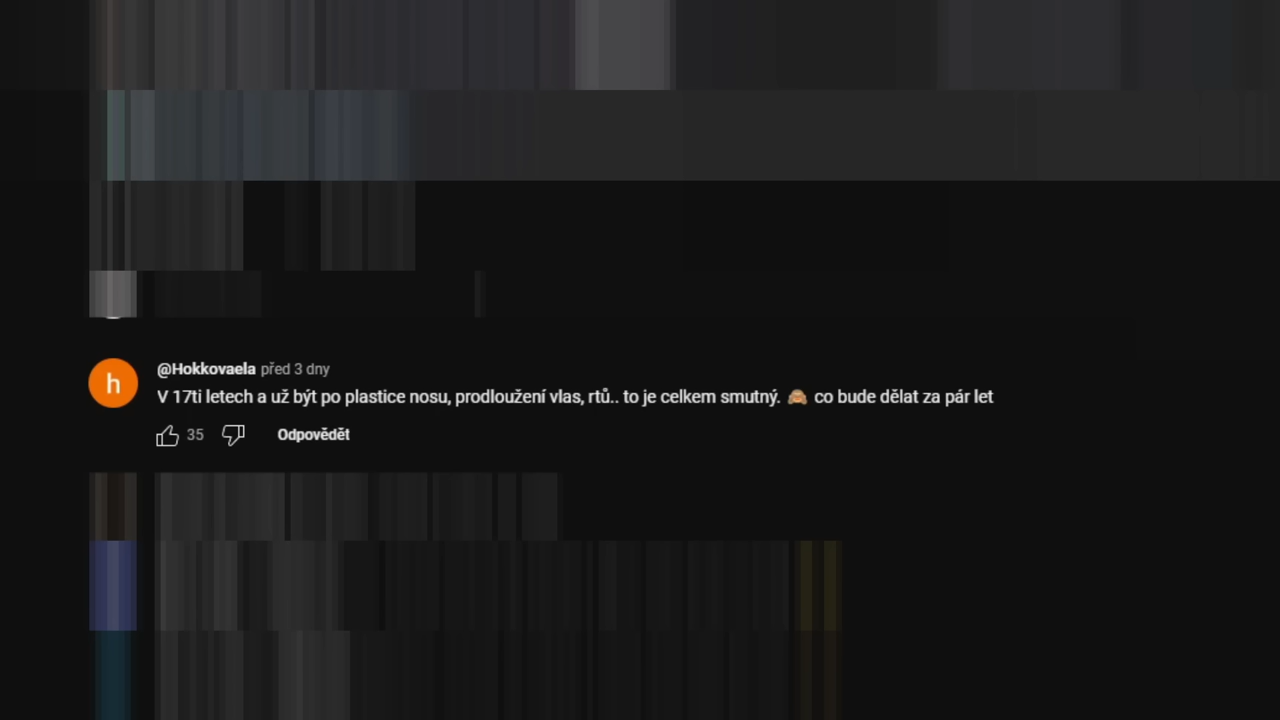 h
@Hokkovaela před 3 dny
V 17ti letech a už být po plastice nosu, prodloužení vlas, rtů.. to je celkem smutný. 🙈 co bude dělat za pár let
35 Odpovědět